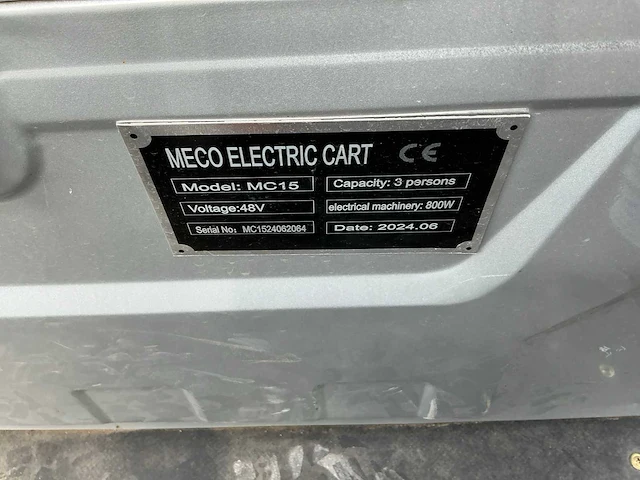 MECO ELECTRIC CART CE
Model: MC15 Capacity: 3 persons
Voltage:48V electrical machinery: 800W
Serial No: MC1524062064 Date: 2024.06